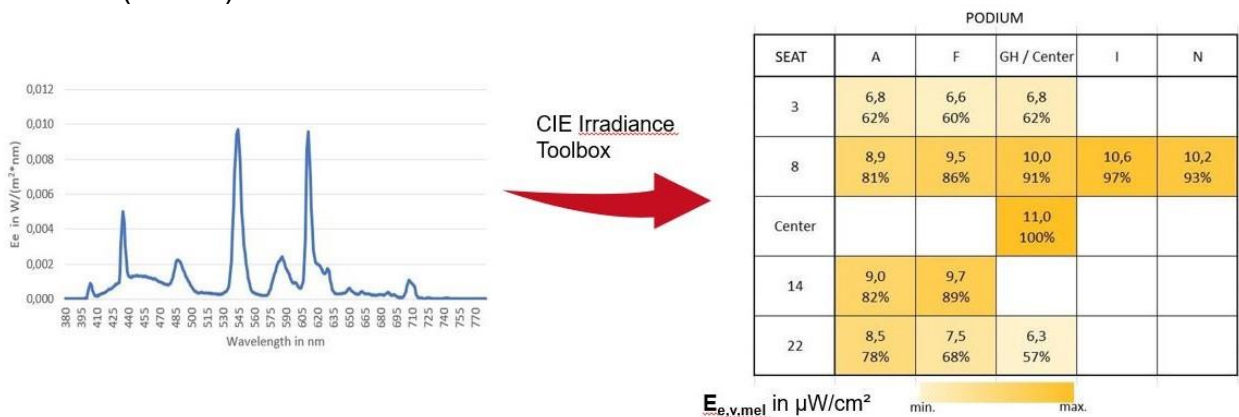 PODIUM
SEAT A F GH / Center I N
3 6,8 6,6 6,8
62% 60% 62%
8 8,9 9,5 10,0 10,6 10,2
81% 86% 91% 97% 93%
Center 11,0
100%
14 9,0 9,7
82% 89%
22 8,5 7,5 6,3
78% 68% 57%
Ee,v,mel in µW/cm² min. max.
CIE Irradiance
Toolbox
0,012
0,010
0,008
0,006
0,004
0,002
0,000
Ee in W/(m²*nm)
380 395 410 425 440 455 470 485 500 515 530 545 560 575 590 605 620 635 650 665 680 695 710 725 740 755 770
Wavelength in nm